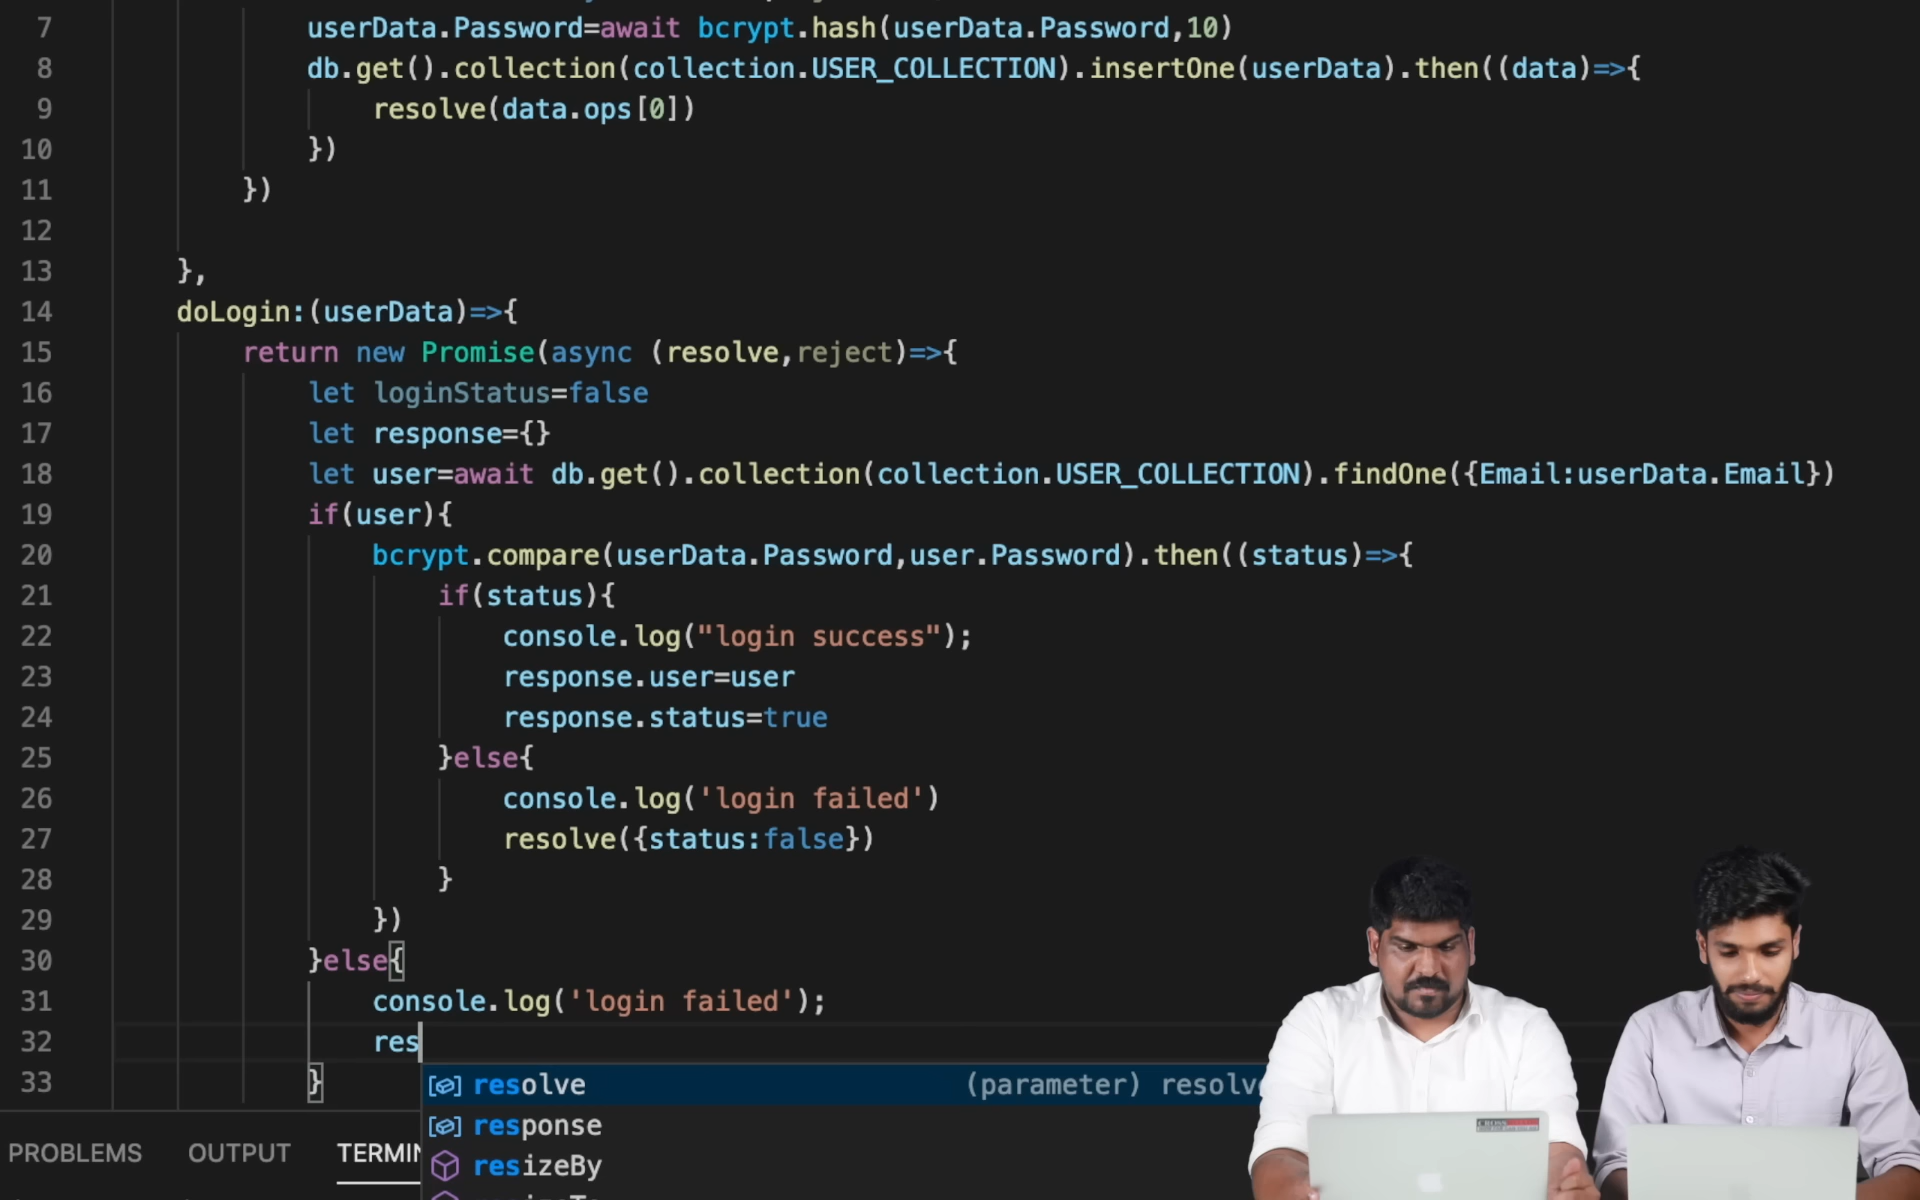 7 userData.Password=await bcrypt.hash(userData.Password,10)
8 db.get().collection(collection.USER_COLLECTION).insertOne(userData).then((data)=>{
9 resolve(data.ops[0])
10 })
11 })
12
13 },
14 doLogin:(userData)=>{
15 return new Promise(async (resolve,reject)=>{
16 let loginStatus=false
17 let response={}
18 let user=await db.get().collection(collection.USER_COLLECTION).findOne({Email:userData.Email})
19 if(user){
20 bcrypt.compare(userData.Password,user.Password).then((status)=>{
21 if(status){
22 console.log("login success");
23 response.user=user
24 response.status=true
25 }else{
26 console.log('login failed')
27 resolve({status:false})
28 }
29 })
30 }else{
31 console.log('login failed');
32 res
33 }
resolve (parameter) resolv
response
resizeBy
PROBLEMS OUTPUT TERMIN